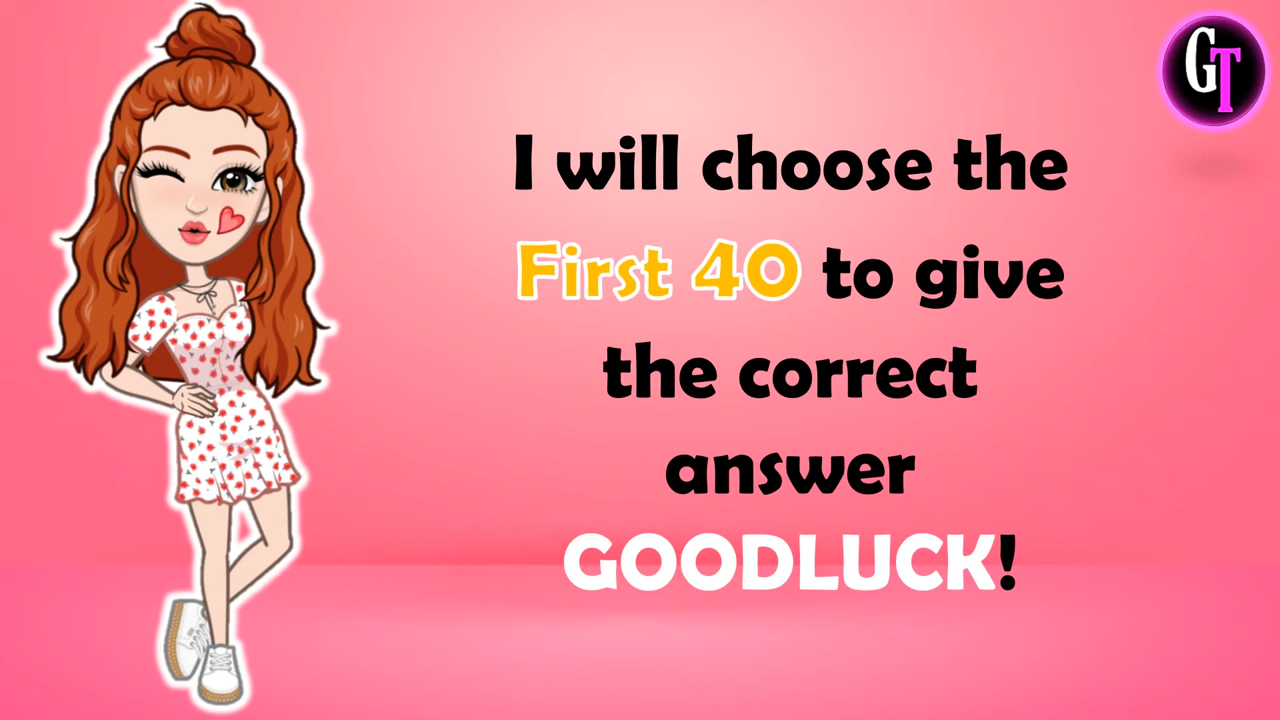 GT
I will choose the
First 40 to give
the correct
answer
GOODLUCK!